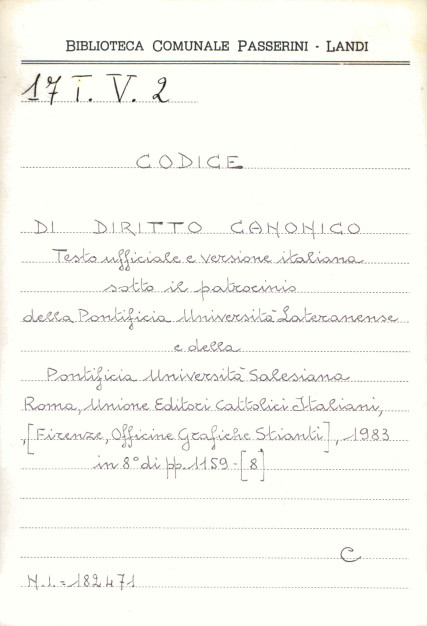 BIBLIOTECA COMUNALE PASSERINI - LANDI
17 T. V. 2
CODICE
DI DIRITTO CANONICO
Testo ufficiale e versione italiana
sotto il patrocinio
della Pontificia Università Lateranense
e della
Pontificia Università Salesiana
Roma, Unione Editori Cattolici Italiani,
,[Firenze, Officine Grafiche Stianti], 1983
in 8° di pp. 1159-[8]
C
N.I.=182471